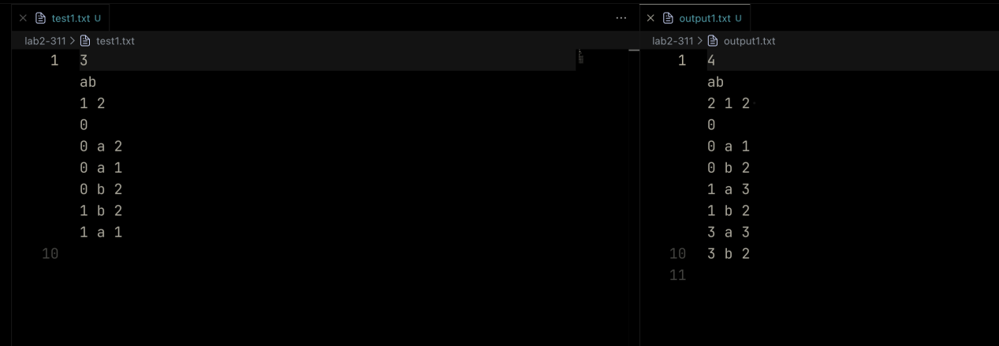 test1.txt U
lab2-311 > test1.txt
1 3
ab
1 2
0
0 a 2
0 a 1
0 b 2
1 b 2
1 a 1
10
output1.txt U
lab2-311 > output1.txt
1 4
ab
2 1 2
0
0 a 1
0 b 2
1 a 3
1 b 2
3 a 3
10 3 b 2
11